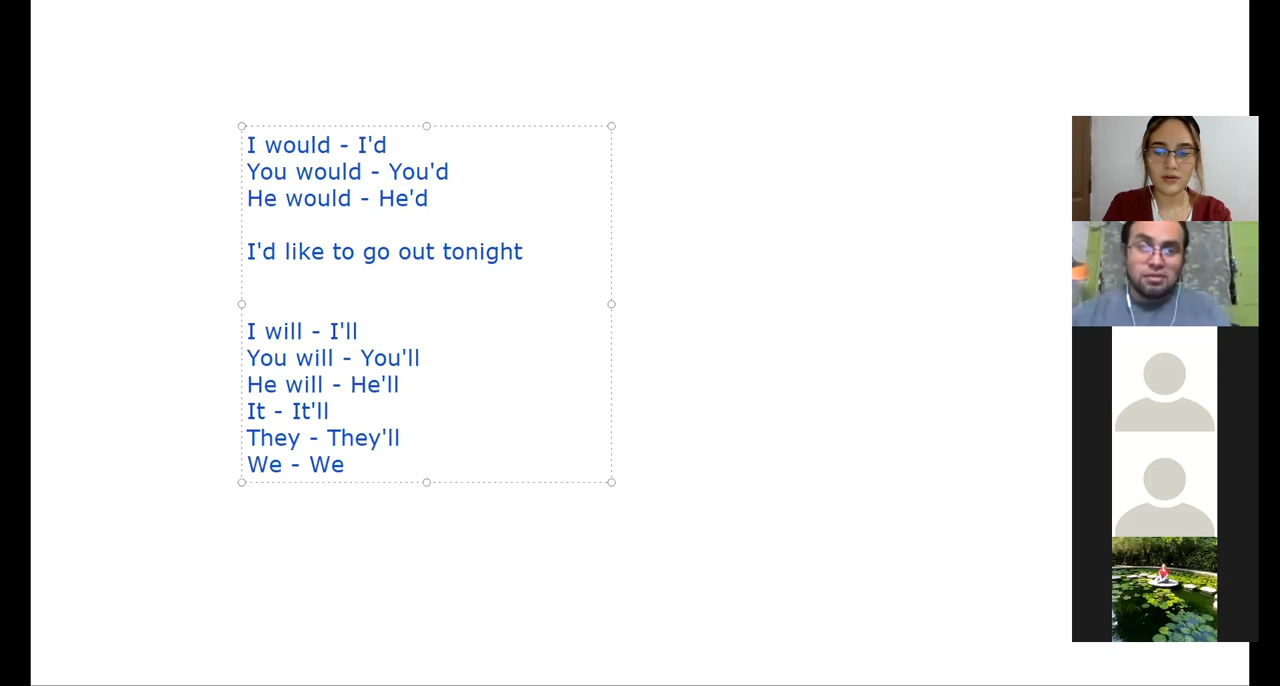 I would - I'd
You would - You'd
He would - He'd
I'd like to go out tonight
I will - I'll
You will - You'll
He will - He'll
It - It'll
They - They'll
We - We